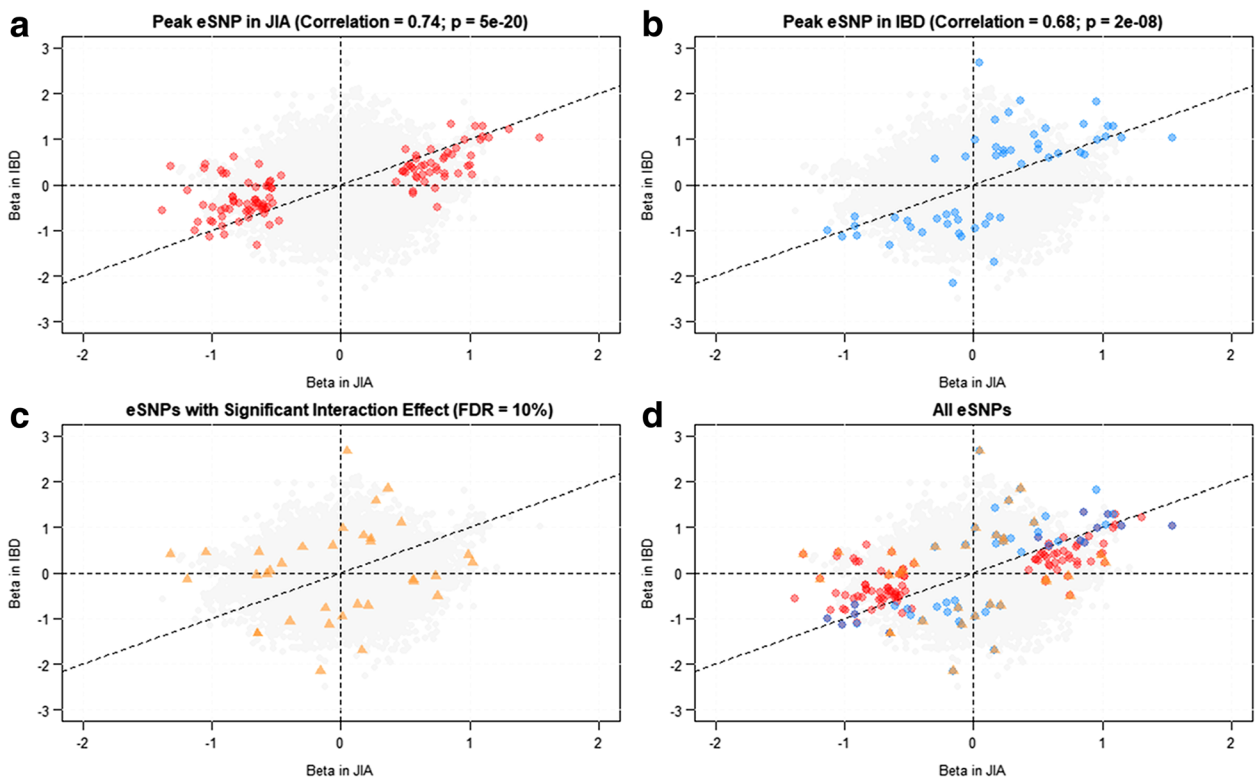 a
Peak eSNP in JIA (Correlation = 0.74; p = 5e-20)
3
2
1
0
-1
-2
-3
Beta in IBD
-2 -1 0 1 2
Beta in JIA
b
Peak eSNP in IBD (Correlation = 0.68; p = 2e-08)
3
2
1
0
-1
-2
-3
Beta in IBD
-2 -1 0 1 2
Beta in JIA
c
eSNPs with Significant Interaction Effect (FDR = 10%)
3
2
1
0
-1
-2
-3
Beta in IBD
-2 -1 0 1 2
Beta in JIA
d
All eSNPs
3
2
1
0
-1
-2
-3
Beta in IBD
-2 -1 0 1 2
Beta in JIA